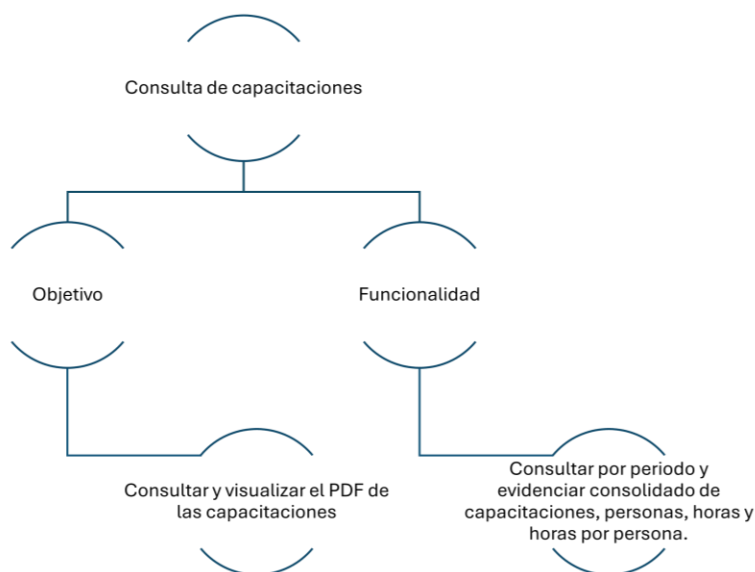 Consulta de capacitaciones
Objetivo
Funcionalidad
Consultar y visualizar el PDF de
las capacitaciones
Consultar por periodo y
evidenciar consolidado de
capacitaciones, personas, horas y
horas por persona.